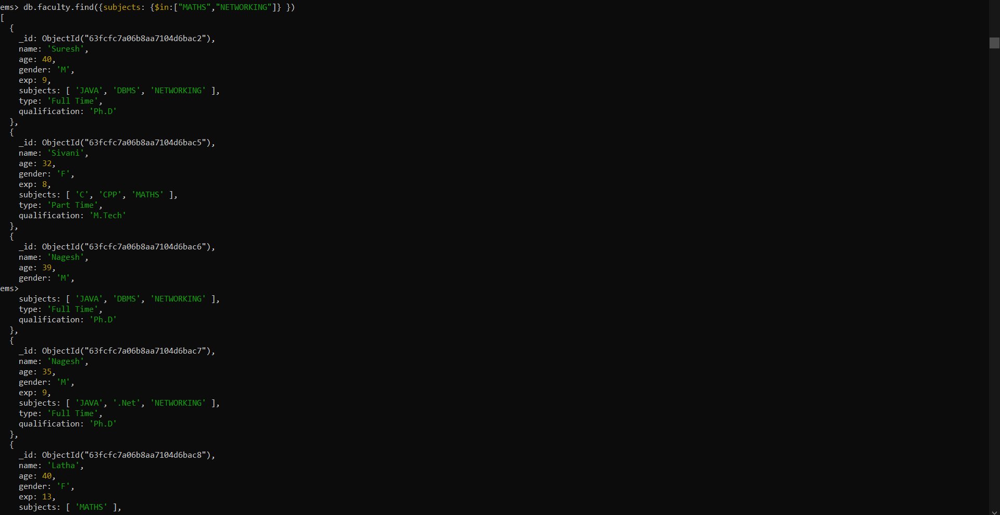 ems> db.faculty.find({subjects: {$in:["MATHS","NETWORKING"]} })
[
  {
    _id: ObjectId("63fcfc7a06b8aa7104d6bac2"),
    name: 'Suresh',
    age: 40,
    gender: 'M',
    exp: 9,
    subjects: [ 'JAVA', 'DBMS', 'NETWORKING' ],
    type: 'Full Time',
    qualification: 'Ph.D'
  },
  {
    _id: ObjectId("63fcfc7a06b8aa7104d6bac5"),
    name: 'Sivani',
    age: 32,
    gender: 'F',
    exp: 8,
    subjects: [ 'C', 'CPP', 'MATHS' ],
    type: 'Part Time',
    qualification: 'M.Tech'
  },
  {
    _id: ObjectId("63fcfc7a06b8aa7104d6bac6"),
    name: 'Nagesh',
    age: 39,
    gender: 'M',
ems>
    subjects: [ 'JAVA', 'DBMS', 'NETWORKING' ],
    type: 'Full Time',
    qualification: 'Ph.D'
  },
  {
    _id: ObjectId("63fcfc7a06b8aa7104d6bac7"),
    name: 'Nagesh',
    age: 35,
    gender: 'M',
    exp: 9,
    subjects: [ 'JAVA', '.Net', 'NETWORKING' ],
    type: 'Full Time',
    qualification: 'Ph.D'
  },
  {
    _id: ObjectId("63fcfc7a06b8aa7104d6bac8"),
    name: 'Latha',
    age: 40,
    gender: 'F',
    exp: 13,
    subjects: [ 'MATHS' ],